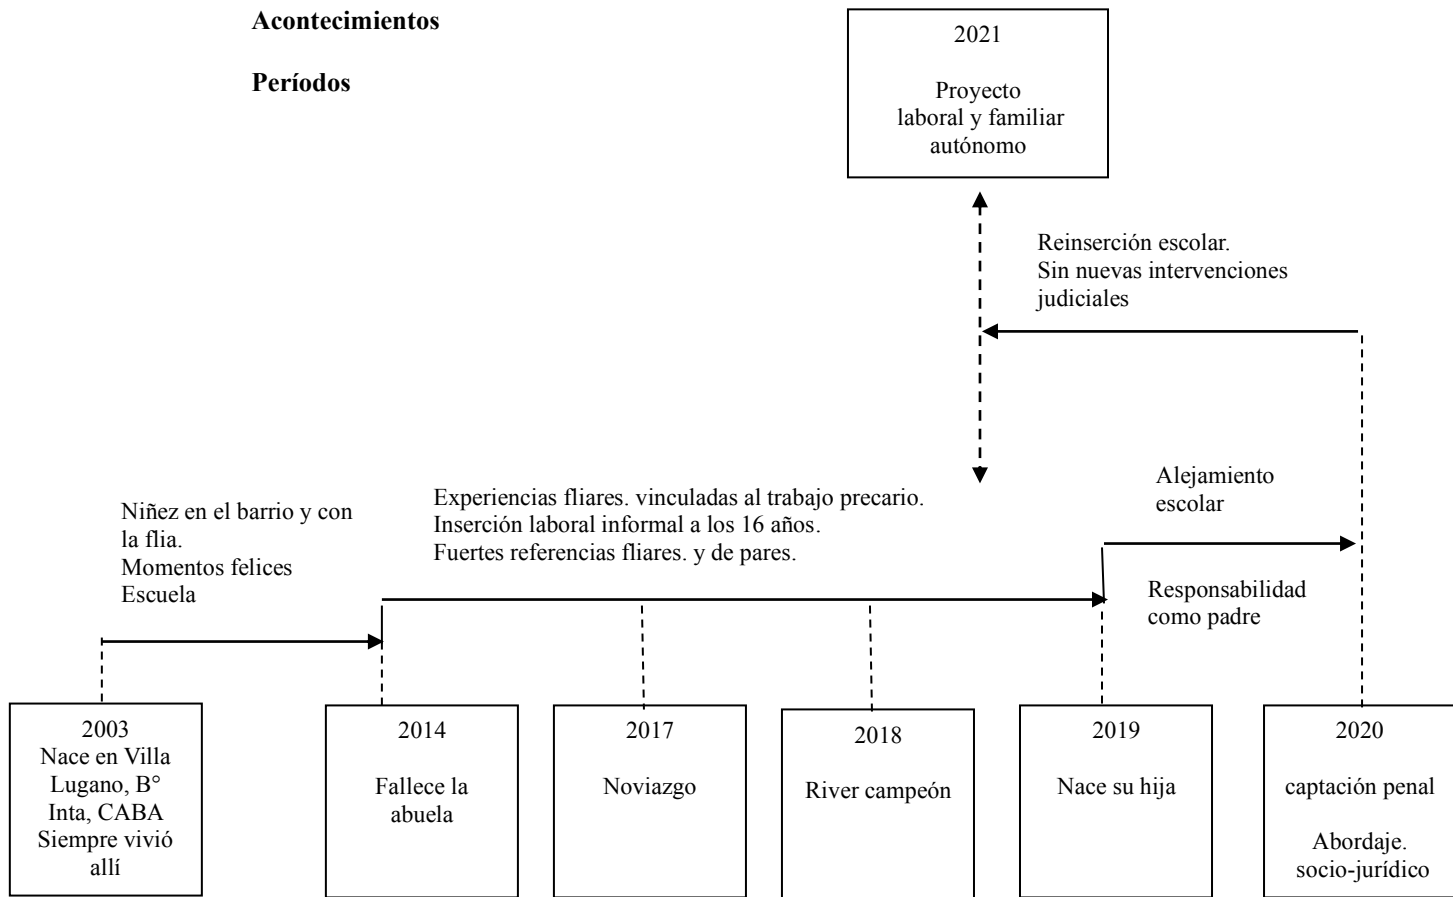 Acontecimientos
Períodos
2021
Proyecto
laboral y familiar
autónomo
Reinserción escolar.
Sin nuevas intervenciones
judiciales
Alejamiento
escolar
Experiencias fliares. vinculadas al trabajo precario.
Inserción laboral informal a los 16 años.
Fuertes referencias fliares. y de pares.
Niñez en el barrio y con
la flia.
Momentos felices
Escuela
Responsabilidad
como padre
2003
Nace en Villa
Lugano, B°
Inta, CABA
Siempre vivió
allí
2014
Fallece la
abuela
2017
Noviazgo
2018
River campeón
2019
Nace su hija
2020
captación penal
Abordaje.
socio-jurídico